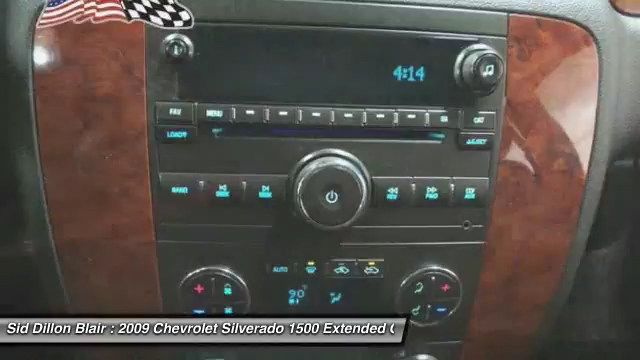 4:14
FAV MENU CAT
LOAD EJECT
BAND SEEK SEEK REV FWD
AUTO
90°
Sid Dillon Blair : 2009 Chevrolet Silverado 1500 Extended C